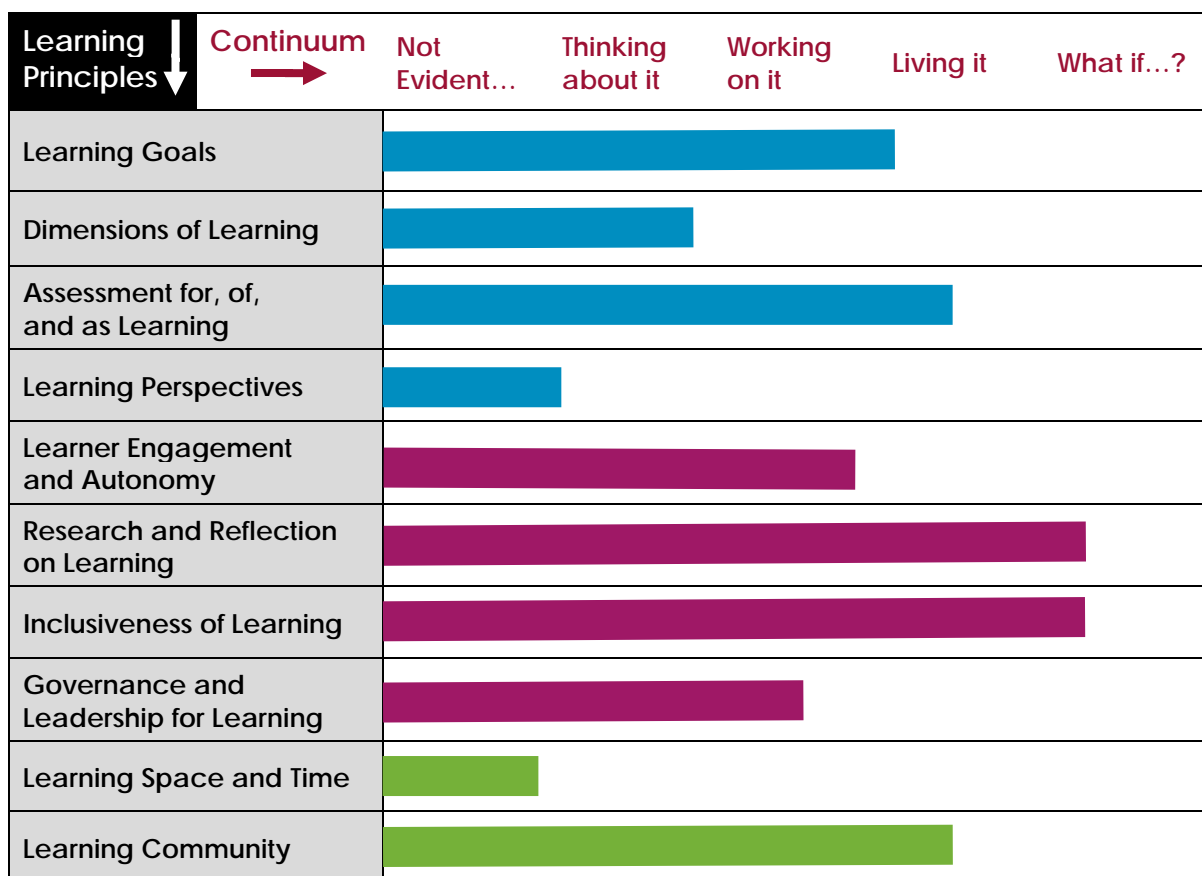 Learning
Principles
Continuum
Not
Evident…
Thinking
about it
Working
on it
Living it
What if…?
Learning Goals
Dimensions of Learning
Assessment for, of,
and as Learning
Learning Perspectives
Learner Engagement
and Autonomy
Research and Reflection
on Learning
Inclusiveness of Learning
Governance and
Leadership for Learning
Learning Space and Time
Learning Community